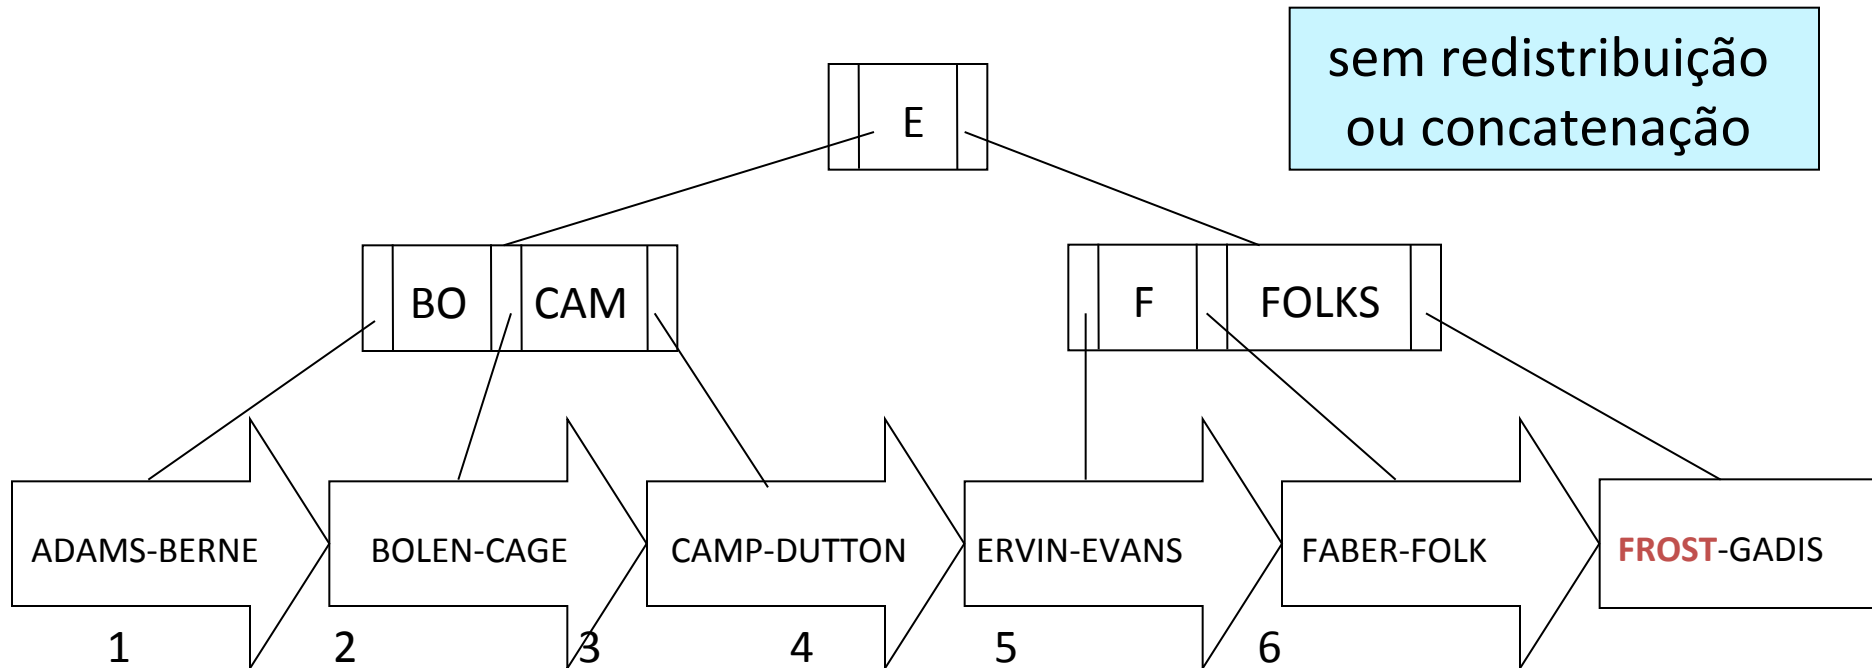 sem redistribuição
ou concatenação
E
BO CAM F FOLKS
ADAMS-BERNE BOLEN-CAGE CAMP-DUTTON ERVIN-EVANS FABER-FOLK FROST-GADIS
1 2 3 4 5 6